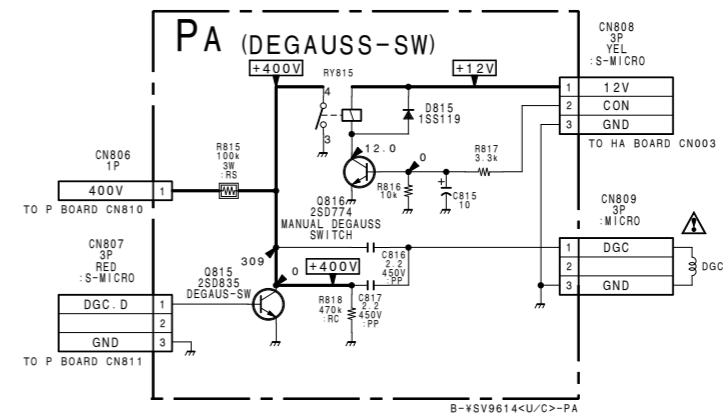 PA (DEGAUSS-SW)
+400V
RY815
4
3
+12V
D815
1SS119
CN808
3P
YEL
:S-MICRO
1 12V
2 CON
3 GND
TO HA BOARD CN003
CN806
1P
400V 1
TO P BOARD CN810
R815
100k
3W
:RS
12.0
0
R817
3.3k
R816
10k
+
C815
10
Q816
2SD774
MANUAL DEGAUSS
SWITCH
CN809
3P
:MICRO
1 DGC
2
3 GND
DGC
CN807
3P
RED
:S-MICRO
DGC.D 1
2
GND 3
TO P BOARD CN811
309
Q815
2SD835
DEGAUS-SW
0
+400V
C816
2.2
450V
:PP
R818
470k
:RC
C817
2.2
450V
:PP
B-¥SV9614<U/C>-PA